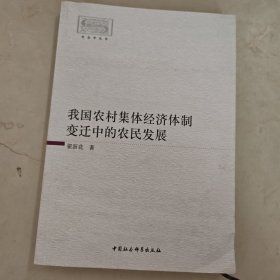 我国农村集体经济体制
变迁中的农民发展
著
中国社会科学出版社